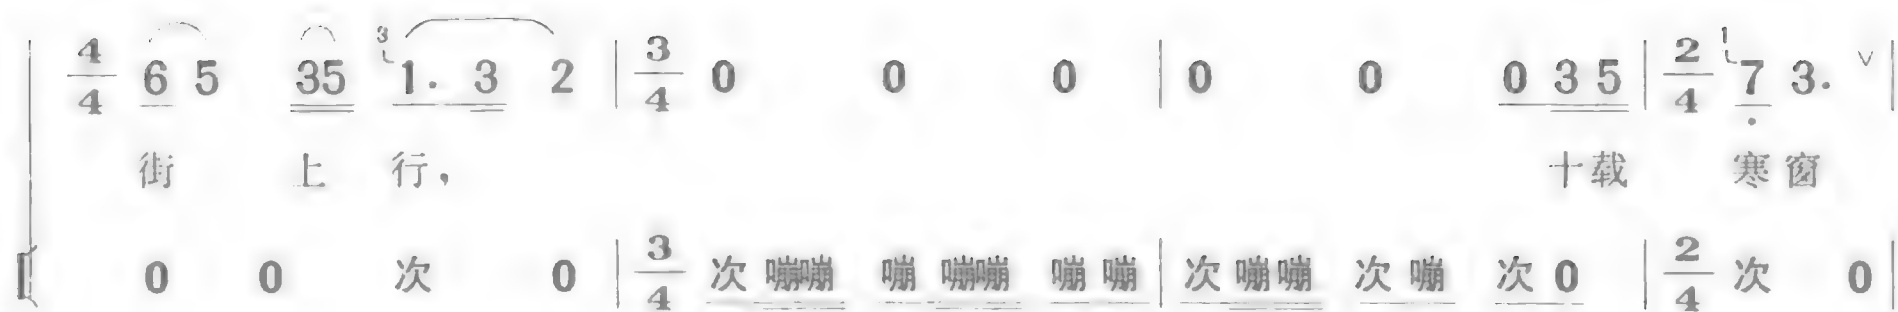 4/4 6 5 35 3 1. 3 2 | 3/4 0 0 0 | 0 0 0 3 5 | 2/4 1 7 3. ∨ |
街 上 行， 十载 寒窗
0 0 次 0 | 3/4 次 嘣嘣 嘣 嘣嘣 嘣 嘣 | 次 嘣嘣 次 嘣 次 0 | 2/4 次 0 |